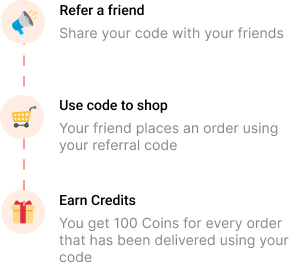 Refer a friend
Share your code with your friends
Use code to shop
Your friend places an order using
your referral code
Earn Credits
You get 100 Coins for every order
that has been delivered using your
code